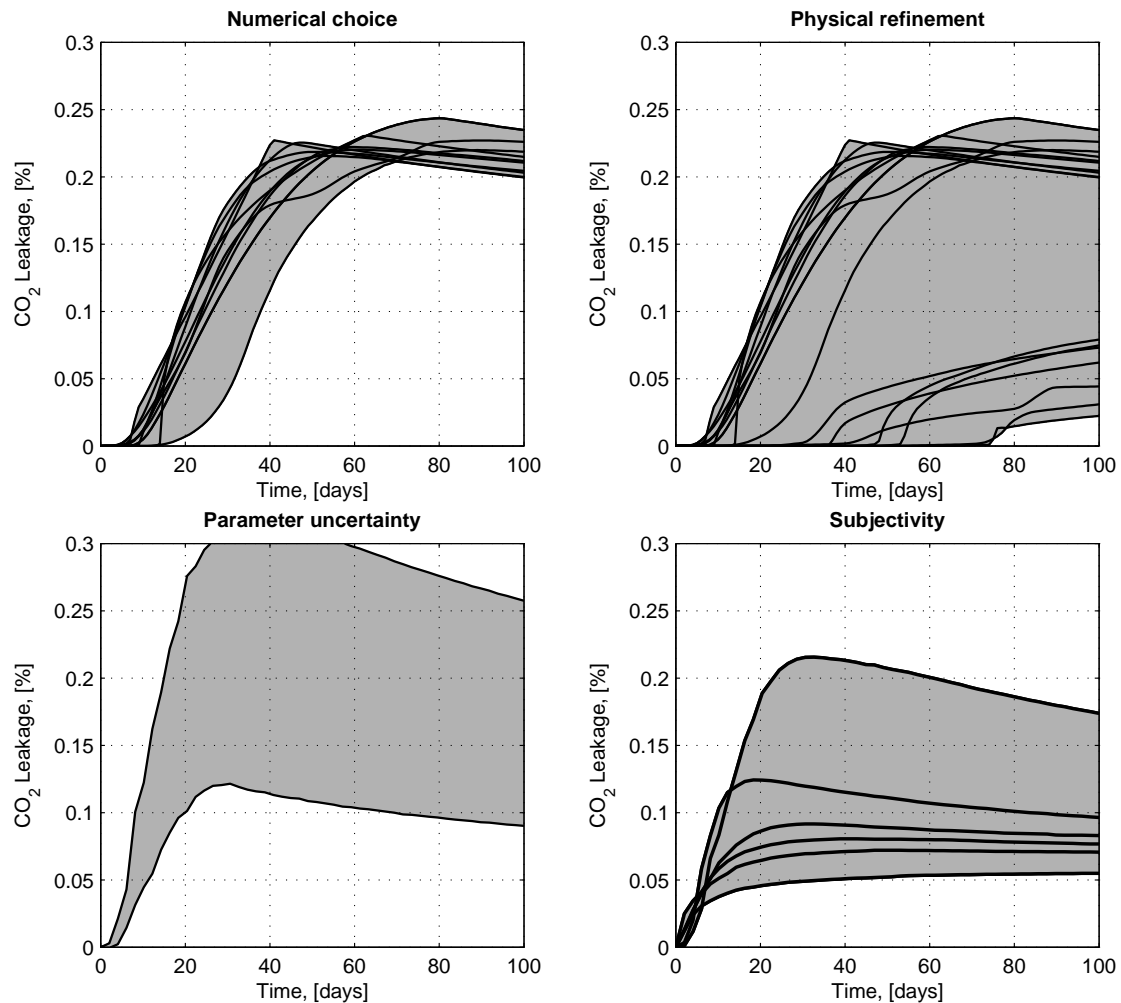 Numerical choice
0.3
0.25
0.2
0.15
0.1
0.05
0
CO2 Leakage, [%]
0 20 40 60 80 100
Time, [days]
Physical refinement
0.3
0.25
0.2
0.15
0.1
0.05
0
CO2 Leakage, [%]
0 20 40 60 80 100
Time, [days]
Parameter uncertainty
0.3
0.25
0.2
0.15
0.1
0.05
0
CO2 Leakage, [%]
0 20 40 60 80 100
Time, [days]
Subjectivity
0.3
0.25
0.2
0.15
0.1
0.05
0
CO2 Leakage, [%]
0 20 40 60 80 100
Time, [days]